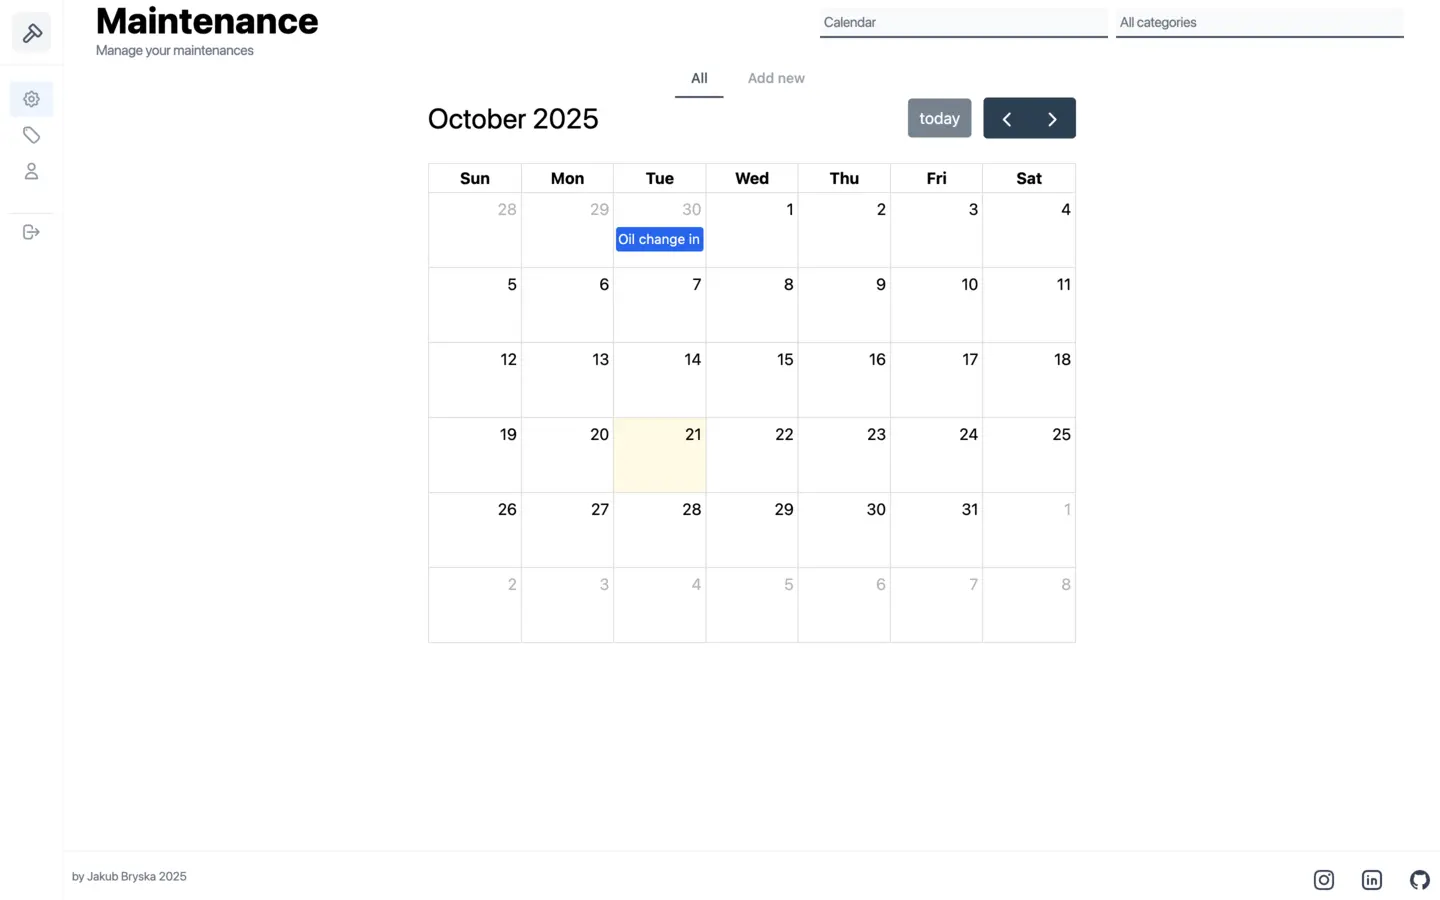 Maintenance
Manage your maintenances
Calendar
All categories
All
Add new
October 2025
today
Sun Mon Tue Wed Thu Fri Sat
28 29 30 1 2 3 4
Oil change in
5 6 7 8 9 10 11
12 13 14 15 16 17 18
19 20 21 22 23 24 25
26 27 28 29 30 31 1
2 3 4 5 6 7 8
by Jakub Bryska 2025
in